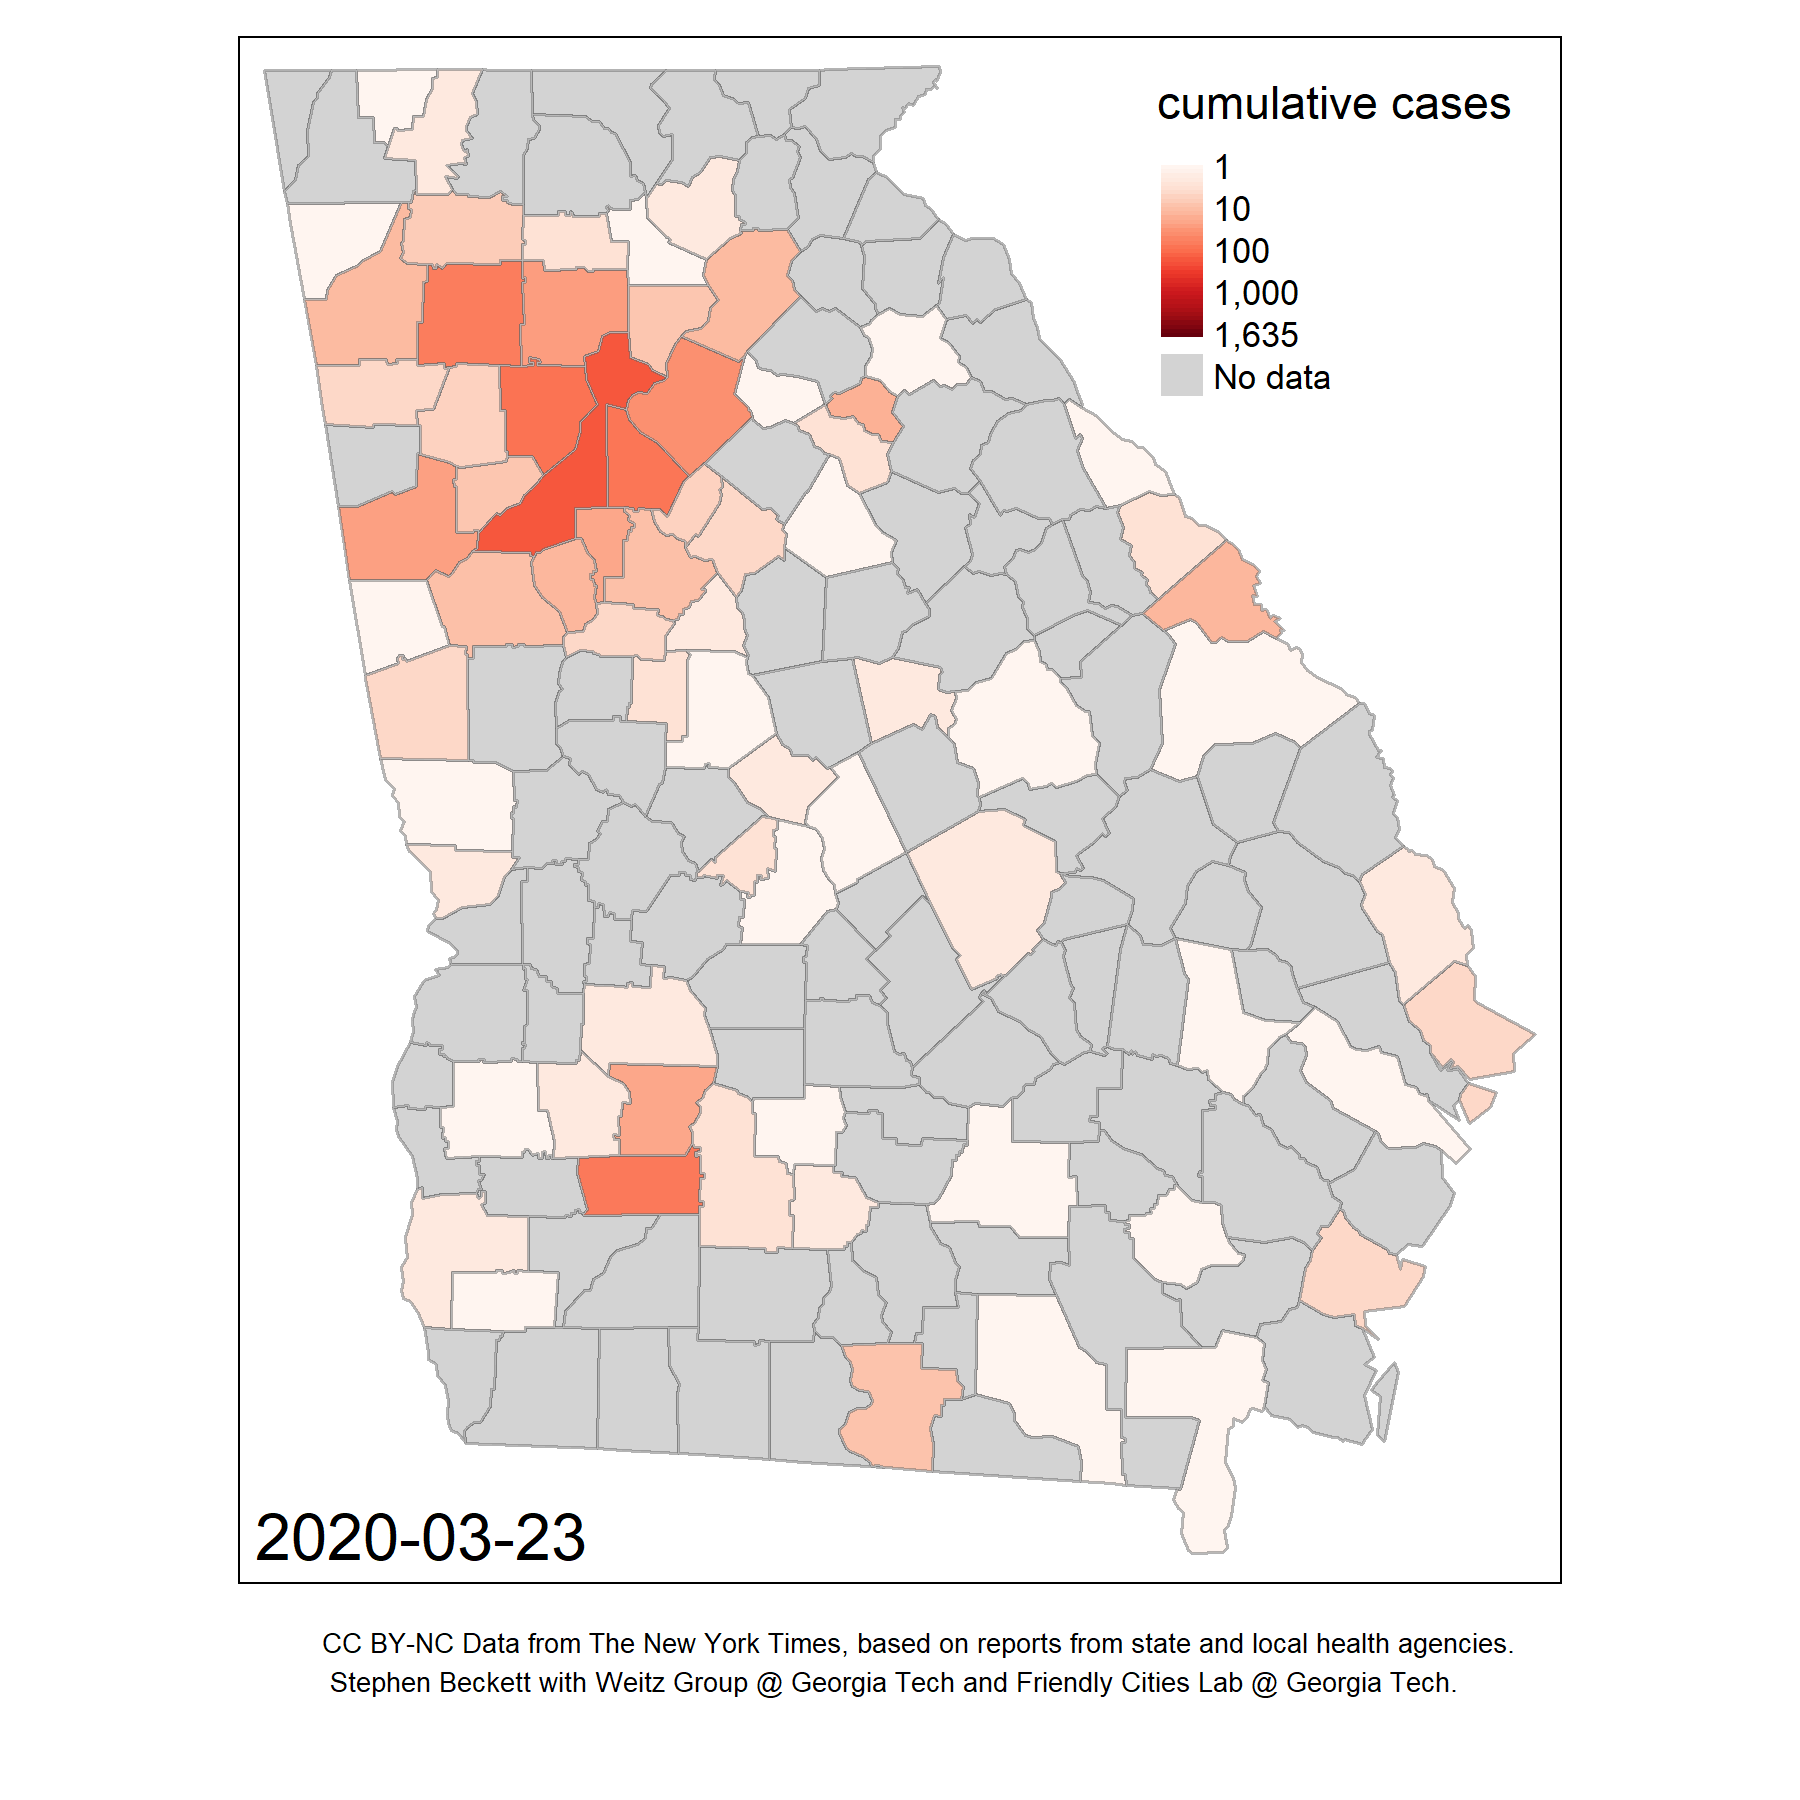 cumulative cases
1
10
100
1,000
1,635
No data
2020-03-23
CC BY-NC Data from The New York Times, based on reports from state and local health agencies.
Stephen Beckett with Weitz Group @ Georgia Tech and Friendly Cities Lab @ Georgia Tech.